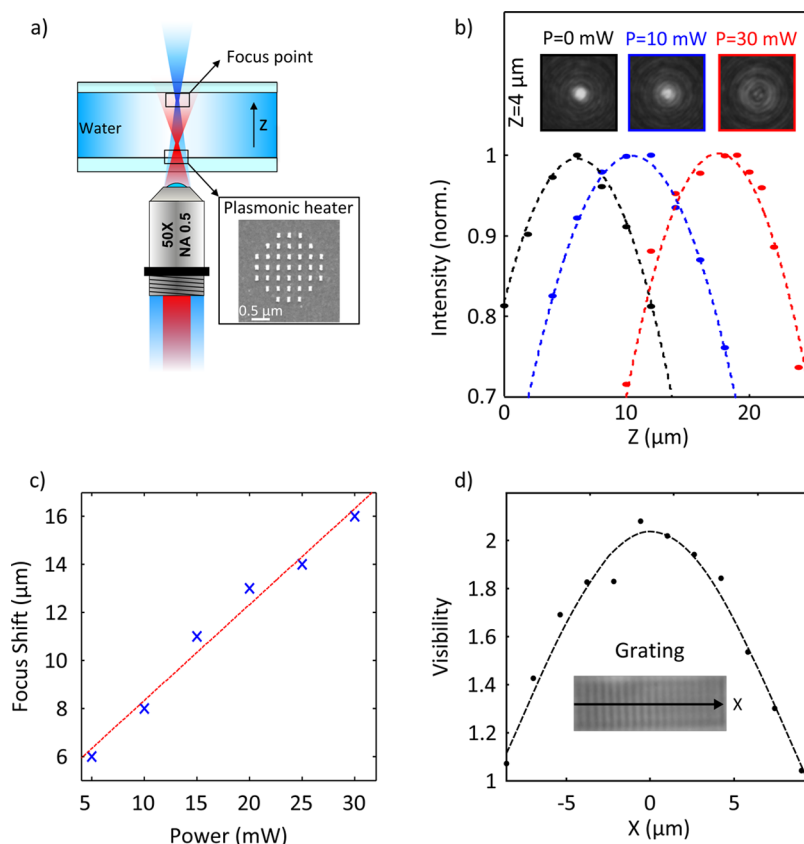 a)
Focus point
Water
Z
50X
NA 0.5
Plasmonic heater
0.5 μm
b)
P=0 mW P=10 mW P=30 mW
Z=4 μm
1
0.9
0.8
0.7
Intensity (norm.)
0 10 20
Z (μm)
c)
16
14
12
10
8
6
Focus Shift (μm)
5 10 15 20 25 30
Power (mW)
d)
2
1.8
1.6
1.4
1.2
1
Visibility
Grating
X
-5 0 5
X (μm)